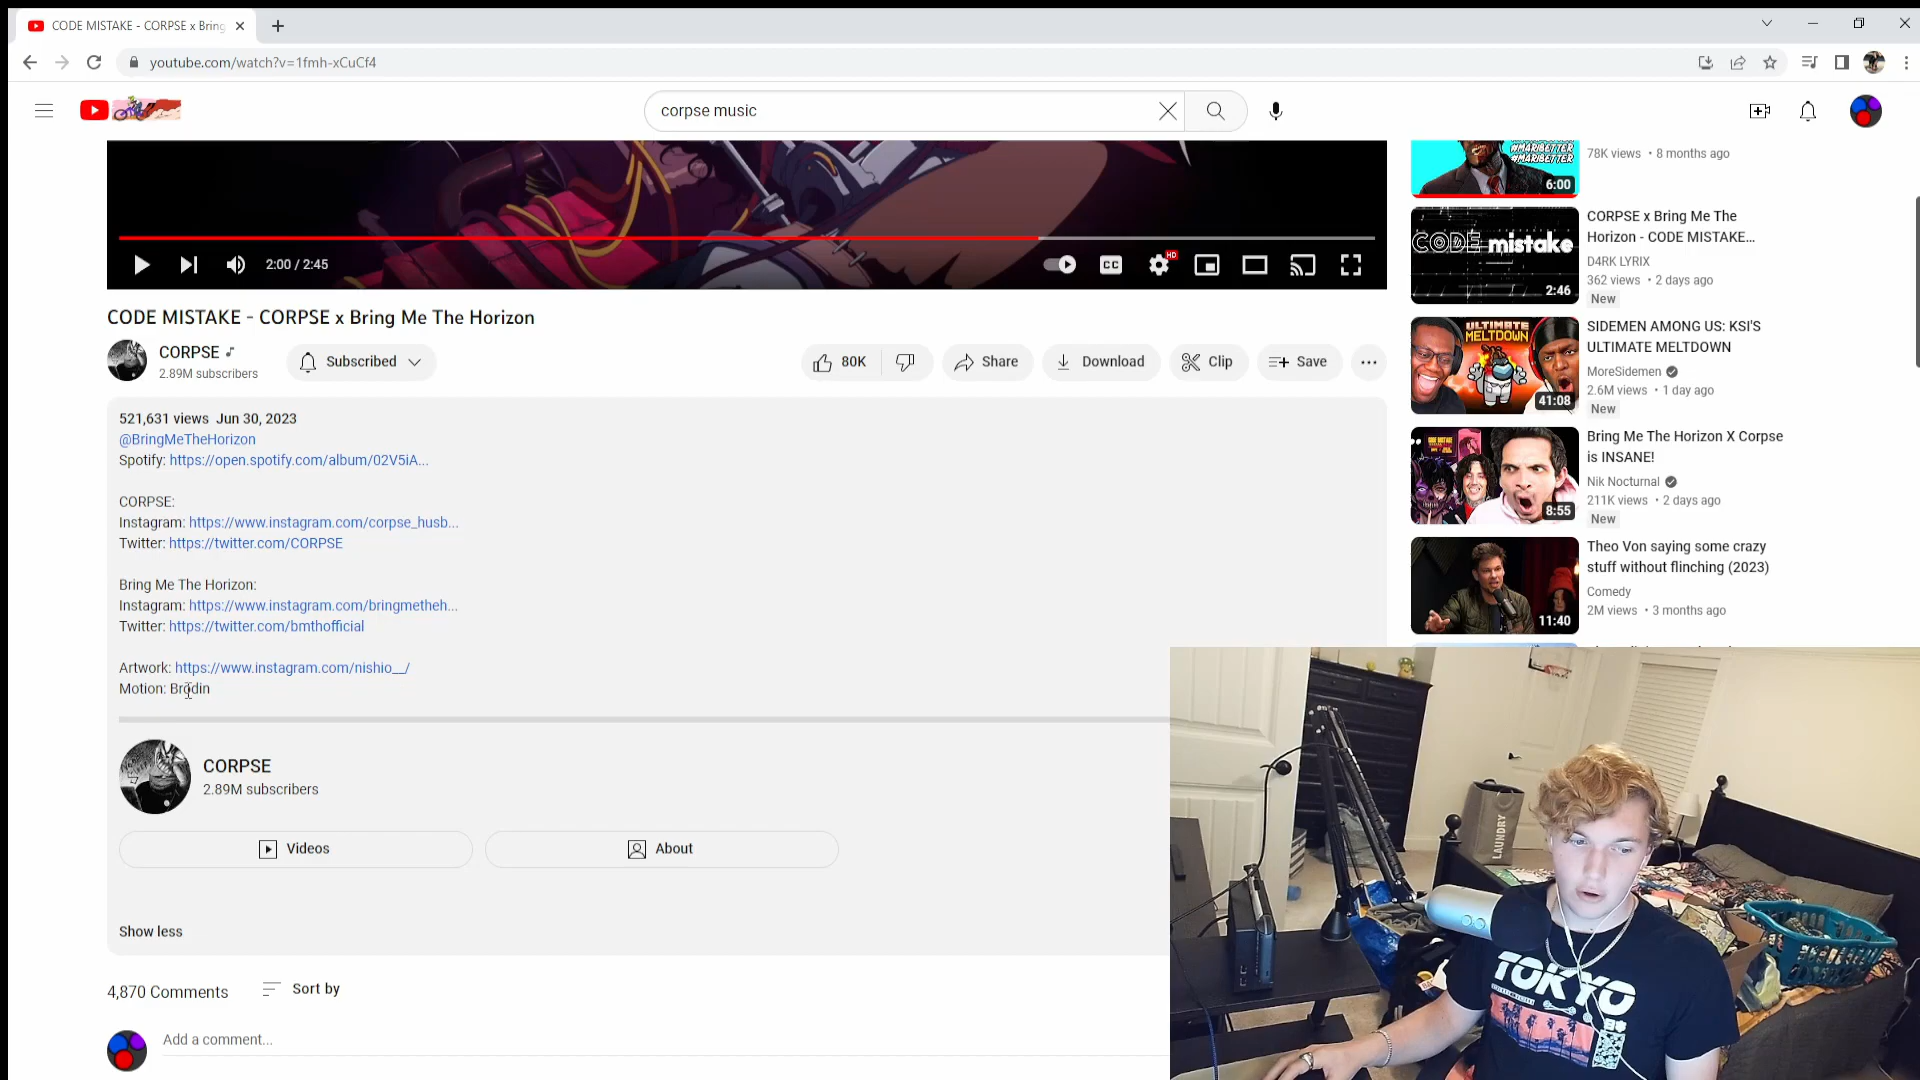 CODE MISTAKE - CORPSE x Bring
youtube.com/watch?v=1fmh-xCuCf4
corpse music
#MARIBETTER
#MARIBETTER
6:00
78K views • 8 months ago
2:00 / 2:45
CC
HD
CODE mistake
2:46
CORPSE x Bring Me The
Horizon - CODE MISTAKE...
D4RK LYRIX
362 views • 2 days ago
New
CODE MISTAKE - CORPSE x Bring Me The Horizon
CORPSE
2.89M subscribers
Subscribed
80K
Share
Download
Clip
Save
ULTIMATE
MELTDOWN
41:08
SIDEMEN AMONG US: KSI'S
ULTIMATE MELTDOWN
MoreSidemen
2.6M views • 1 day ago
New
521,631 views Jun 30, 2023
@BringMeTheHorizon
Spotify: https://open.spotify.com/album/02V5iA...
CORPSE:
Instagram: https://www.instagram.com/corpse_husb...
Twitter: https://twitter.com/CORPSE
Bring Me The Horizon:
Instagram: https://www.instagram.com/bringmetheh...
Twitter: https://twitter.com/bmthofficial
Artwork: https://www.instagram.com/nishio__/
Motion: Brodin
8:55
Bring Me The Horizon X Corpse
is INSANE!
Nik Nocturnal
211K views • 2 days ago
New
11:40
Theo Von saying some crazy
stuff without flinching (2023)
Comedy
2M views • 3 months ago
CORPSE
2.89M subscribers
Videos
About
Show less
4,870 Comments
Sort by
Add a comment...
LAUNDRY
TOKYO